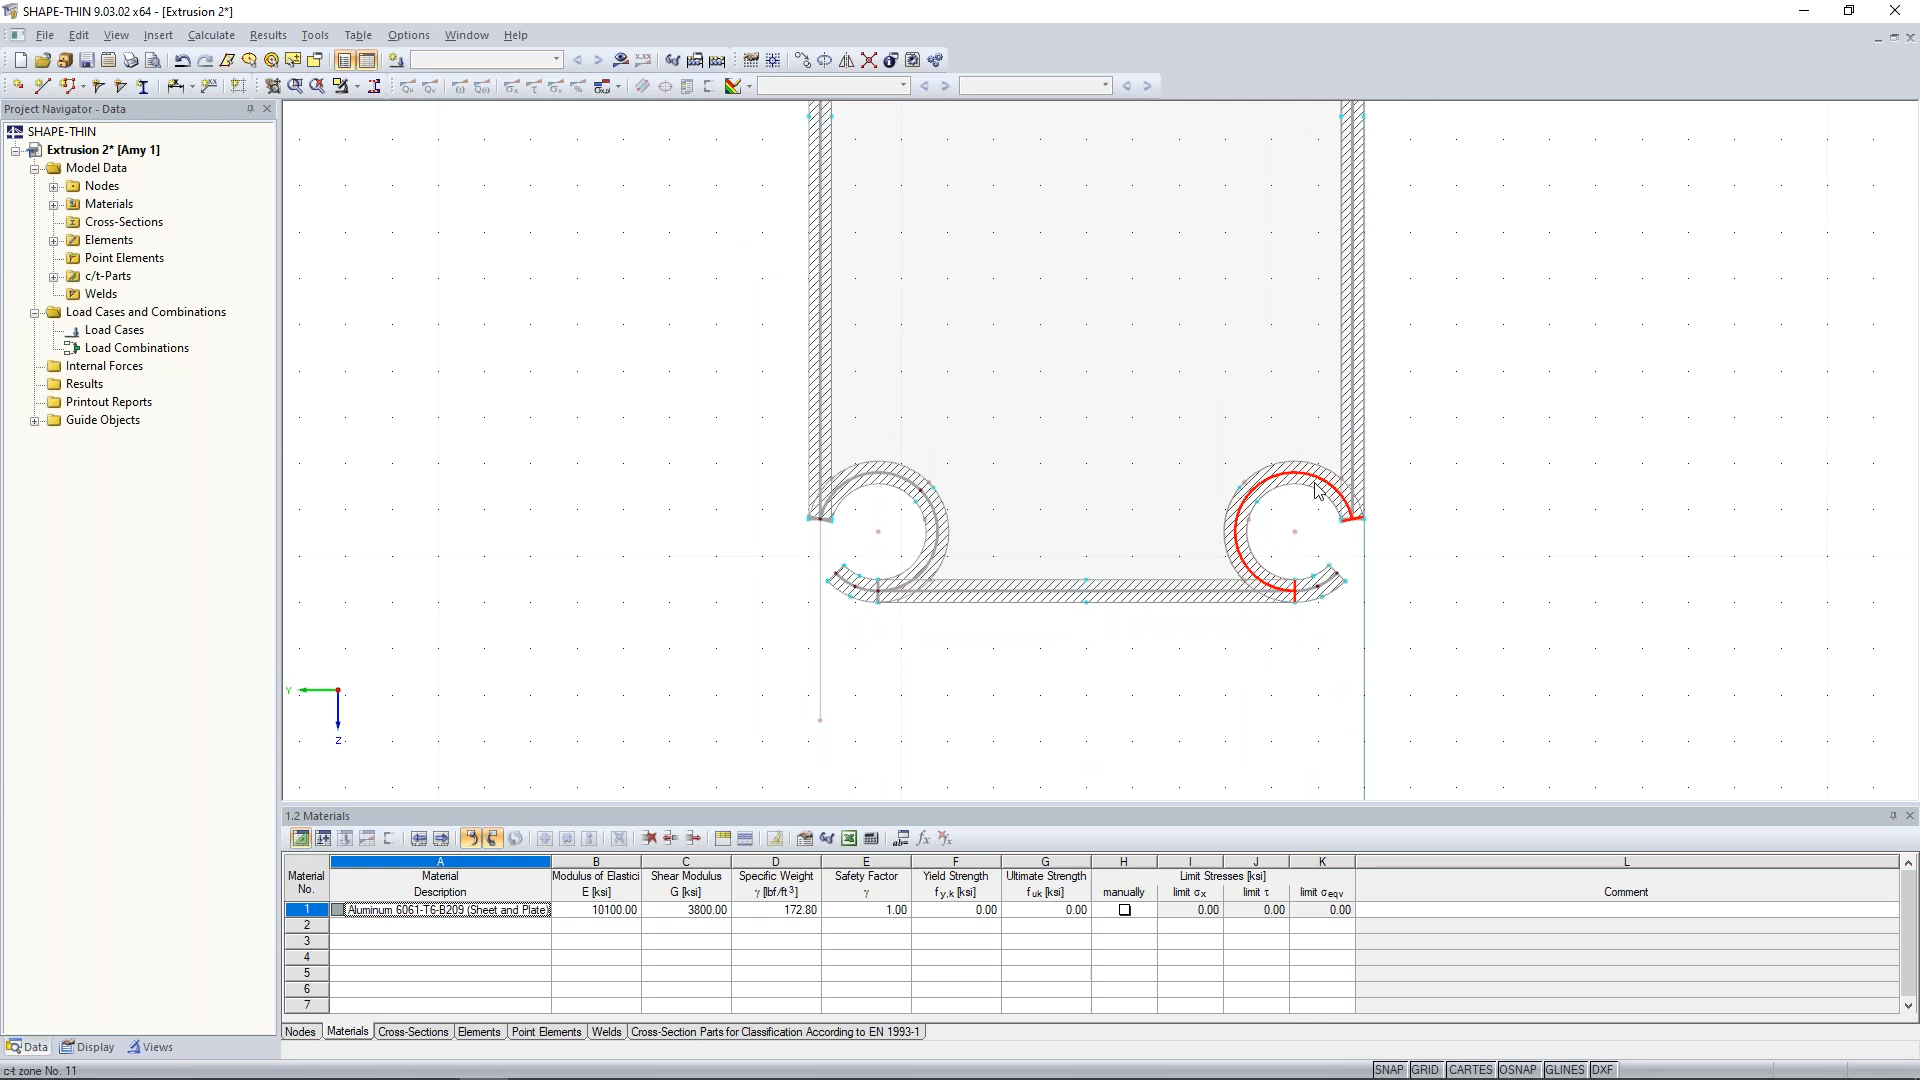 SHAPE-THIN 9.03.02 x64 - [Extrusion 2*]
File Edit View Insert Calculate Results Tools Table Options Window Help
Project Navigator - Data
SHAPE-THIN
Extrusion 2* [Amy 1]
Model Data
Nodes
Materials
Cross-Sections
Elements
Point Elements
c/t-Parts
Welds
Load Cases and Combinations
Load Cases
Load Combinations
Internal Forces
Results
Printout Reports
Guide Objects
Y
Z
1.2 Materials
A B C D E F G H I J K L
Material Material Modulus of Elastici Shear Modulus Specific Weight Safety Factor Yield Strength Ultimate Strength Limit Stresses [ksi]
No. Description E [ksi] G [ksi] γ [lbf/ft³] γ f y,k [ksi] f uk [ksi] manually limit σx limit τ limit σeqv Comment
1 Aluminum 6061-T6-B209 (Sheet and Plate) 10100.00 3800.00 172.80 1.00 0.00 0.00 0.00 0.00 0.00
2
3
4
5
6
7
Nodes Materials Cross-Sections Elements Point Elements Welds Cross-Section Parts for Classification According to EN 1993-1
Data Display Views
c-t zone No. 11 SNAP GRID CARTES OSNAP GLINES DXF